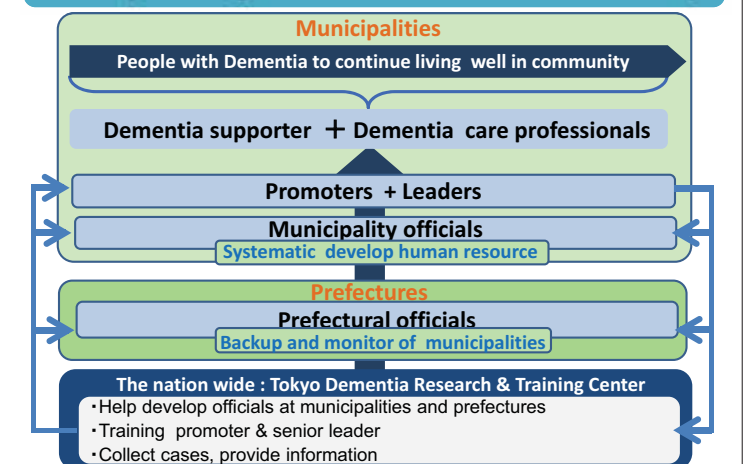 Municipalities
People with Dementia to continue living well in community
Dementia supporter + Dementia care professionals
Promoters + Leaders
Municipality officials
Systematic develop human resource
Prefectures
Prefectural officials
Backup and monitor of municipalities
The nation wide : Tokyo Dementia Research & Training Center
・Help develop officials at municipalities and prefectures
・Training promoter & senior leader
・Collect cases, provide information